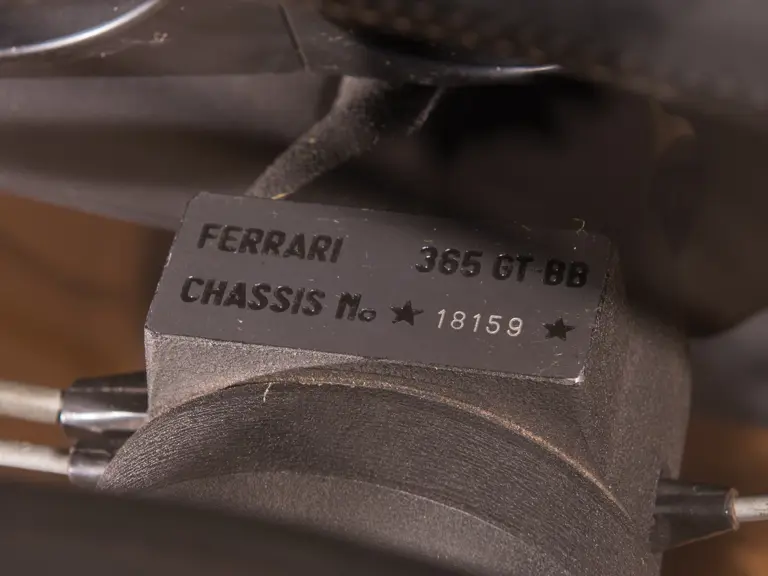 FERRARI 365 GT-BB
CHASSIS No ★ 18159 ★